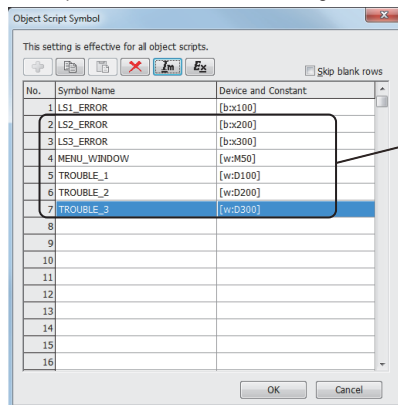 Object Script Symbol
This setting is effective for all object scripts.
Im Ex Skip blank rows
No. Symbol Name Device and Constant
1 LS1_ERROR [b:x100]
2 LS2_ERROR [b:x200]
3 LS3_ERROR [b:x300]
4 MENU_WINDOW [w:M50]
5 TROUBLE_1 [w:D100]
6 TROUBLE_2 [w:D200]
7 TROUBLE_3 [w:D300]
8
9
10
11
12
13
14
15
16
OK Cancel